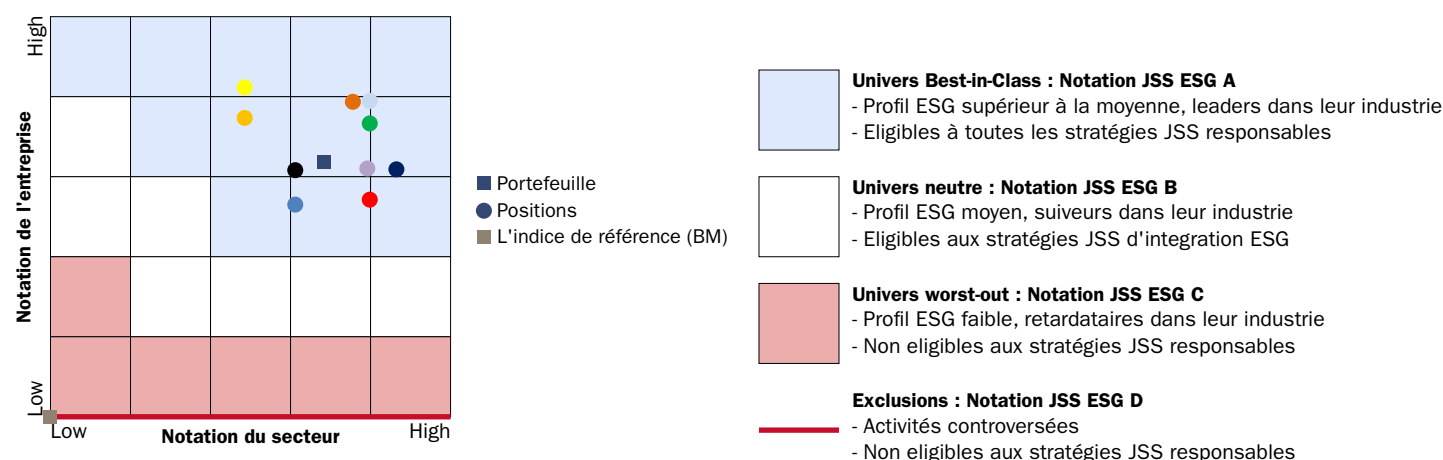 High
Notation de l'entreprise
Low
Low
Notation du secteur
High
Portefeuille
Positions
L'indice de référence (BM)
Univers Best-in-Class : Notation JSS ESG A
- Profil ESG supérieur à la moyenne, leaders dans leur industrie
- Eligibles à toutes les stratégies JSS responsables
Univers neutre : Notation JSS ESG B
- Profil ESG moyen, suiveurs dans leur industrie
- Eligibles aux stratégies JSS d'integration ESG
Univers worst-out : Notation JSS ESG C
- Profil ESG faible, retardataires dans leur industrie
- Non eligibles aux stratégies JSS responsables
Exclusions : Notation JSS ESG D
- Activités controversées
- Non eligibles aux stratégies JSS responsables